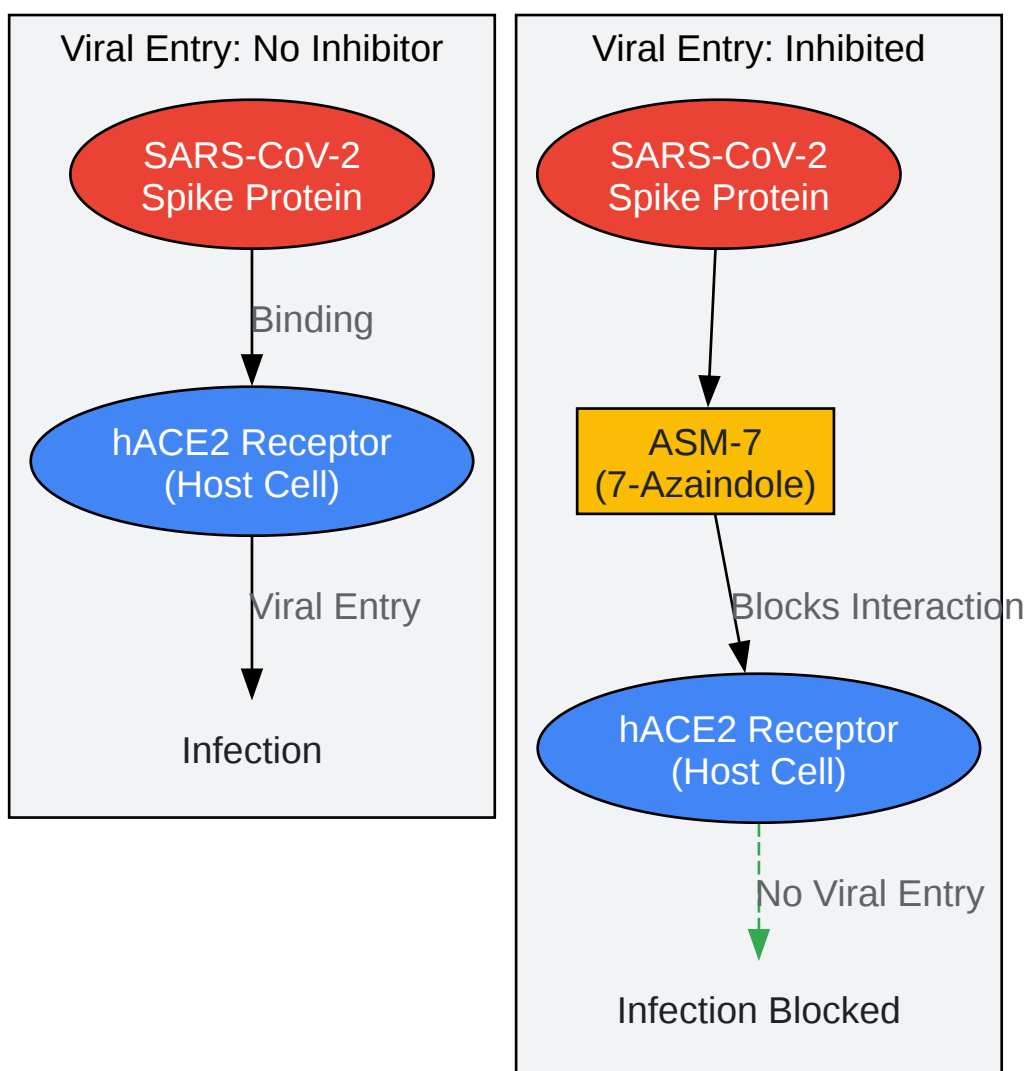 Viral Entry: No Inhibitor
SARS-CoV-2
Spike Protein
Binding
hACE2 Receptor
(Host Cell)
Viral Entry
Infection
Viral Entry: Inhibited
SARS-CoV-2
Spike Protein
ASM-7
(7-Azaindole)
Blocks Interaction
hACE2 Receptor
(Host Cell)
No Viral Entry
Infection Blocked